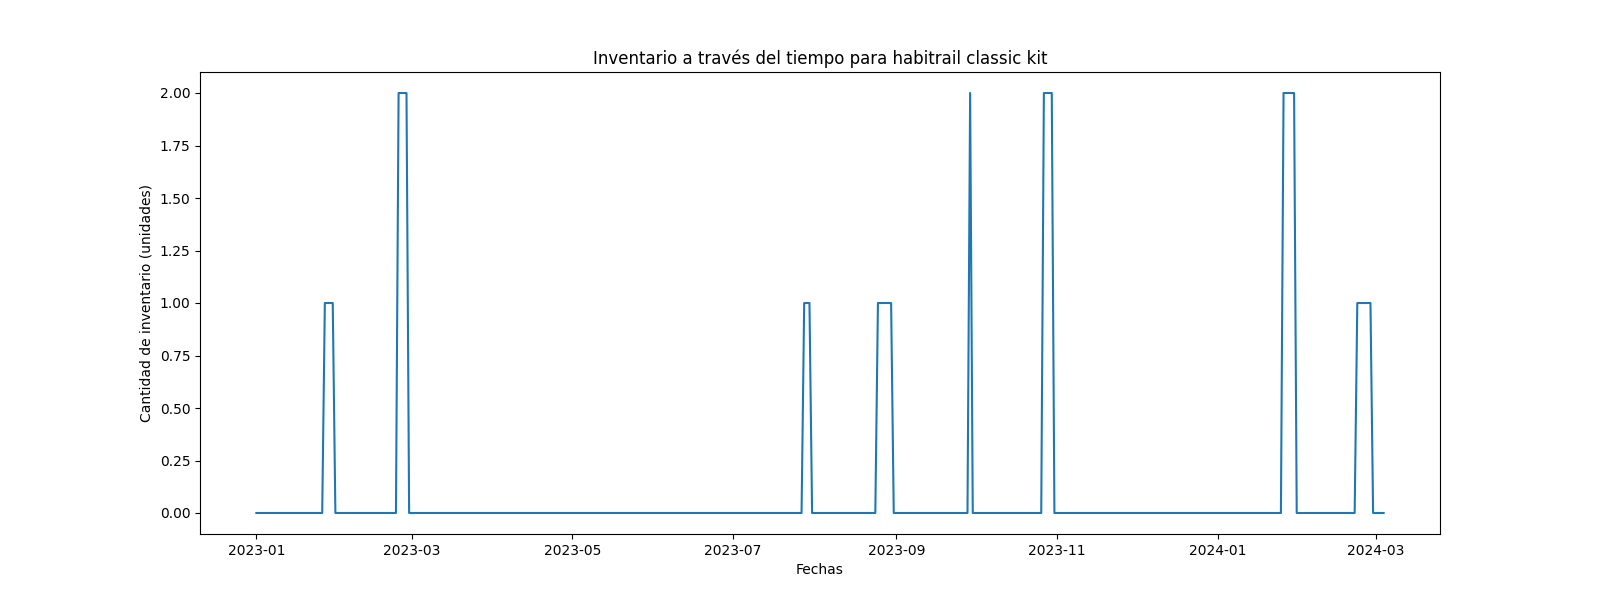 Inventario a través del tiempo para habitrail classic kit
Cantidad de inventario (unidades)
2.00
1.75
1.50
1.25
1.00
0.75
0.50
0.25
0.00
2023-01 2023-03 2023-05 2023-07 2023-09 2023-11 2024-01 2024-03
Fechas